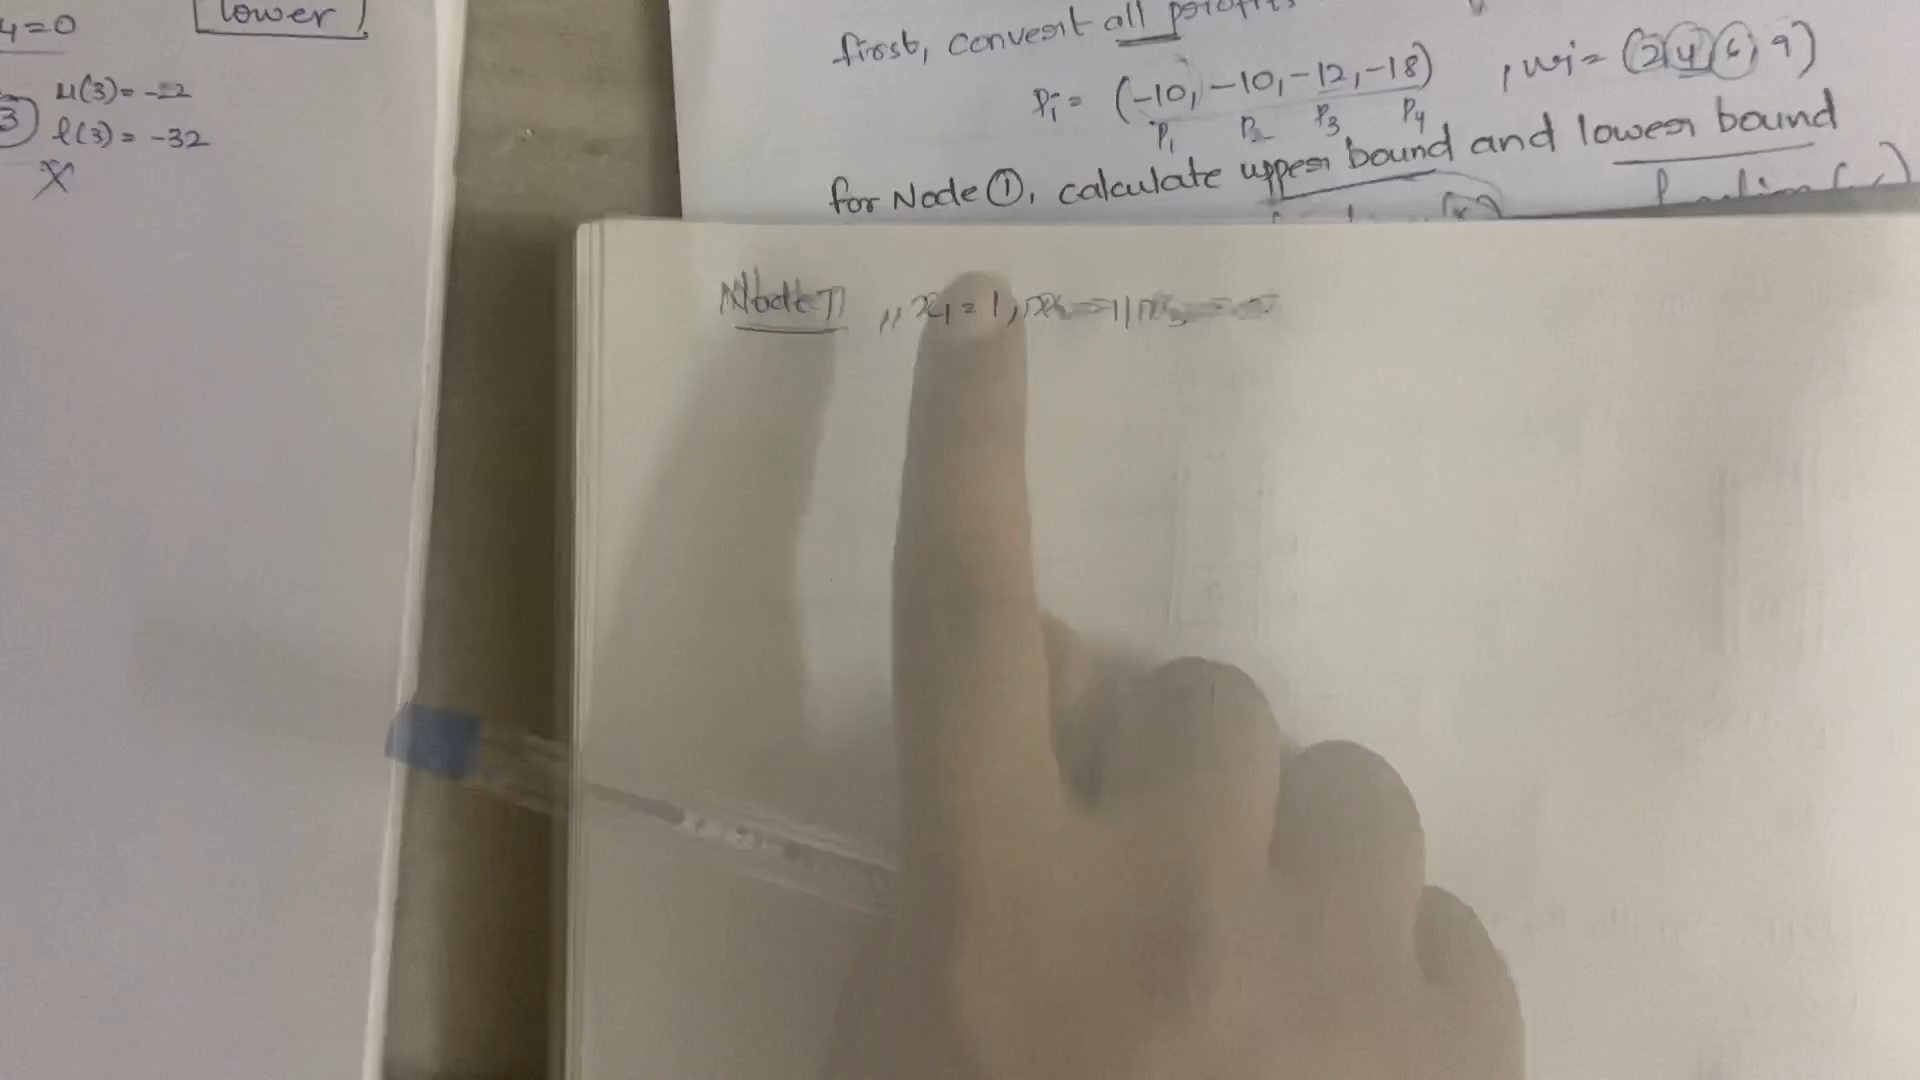 4=0
lower
3 u(3)= -22
l(3)= -32
X
first, convert all profits
Pi = (-10, -10, -12, -18) , wi = (2, 4, 6, 9)
P1 P2 P3 P4
for Node 1, calculate upper bound and lower bound
Node 7 ,, x1 = 1,